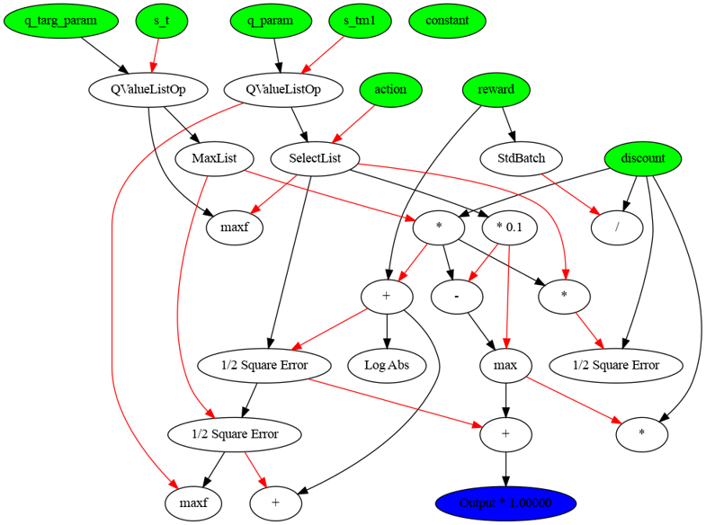 q_targ_param s_t q_param s_tm1 constant
QValueListOp QValueListOp action reward
MaxList SelectList StdBatch discount
maxf * * 0.1 /
+ - *
1/2 Square Error Log Abs max 1/2 Square Error
1/2 Square Error + *
maxf + Output * 1.00000